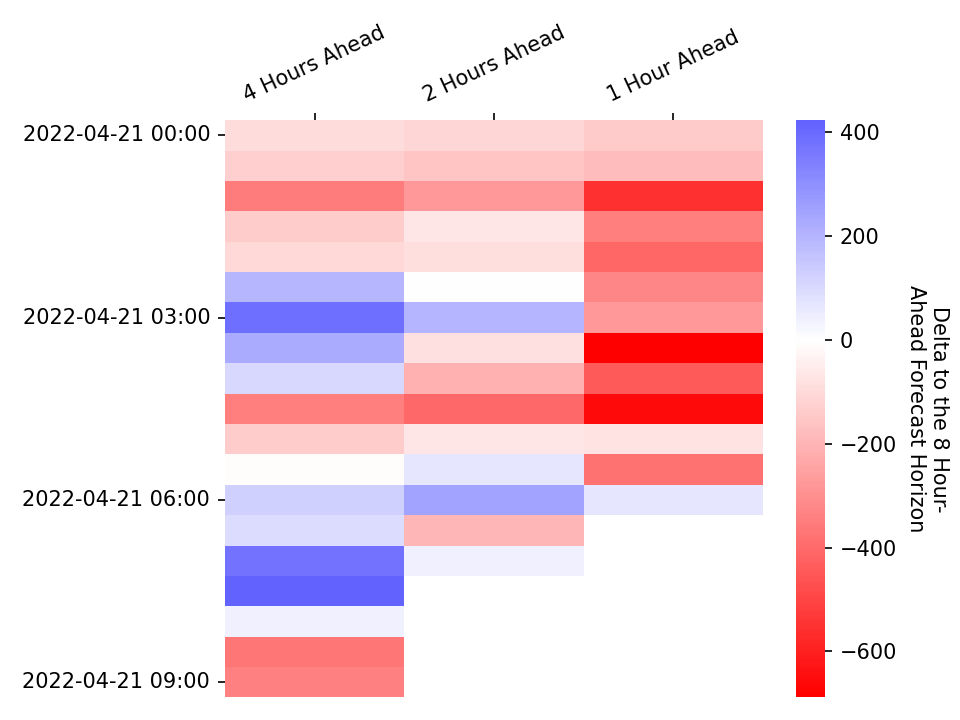 4 Hours Ahead
2 Hours Ahead
1 Hour Ahead
2022-04-21 00:00
2022-04-21 03:00
2022-04-21 06:00
2022-04-21 09:00
400
200
0
−200
−400
−600
Delta to the 8 Hour-
Ahead Forecast Horizon